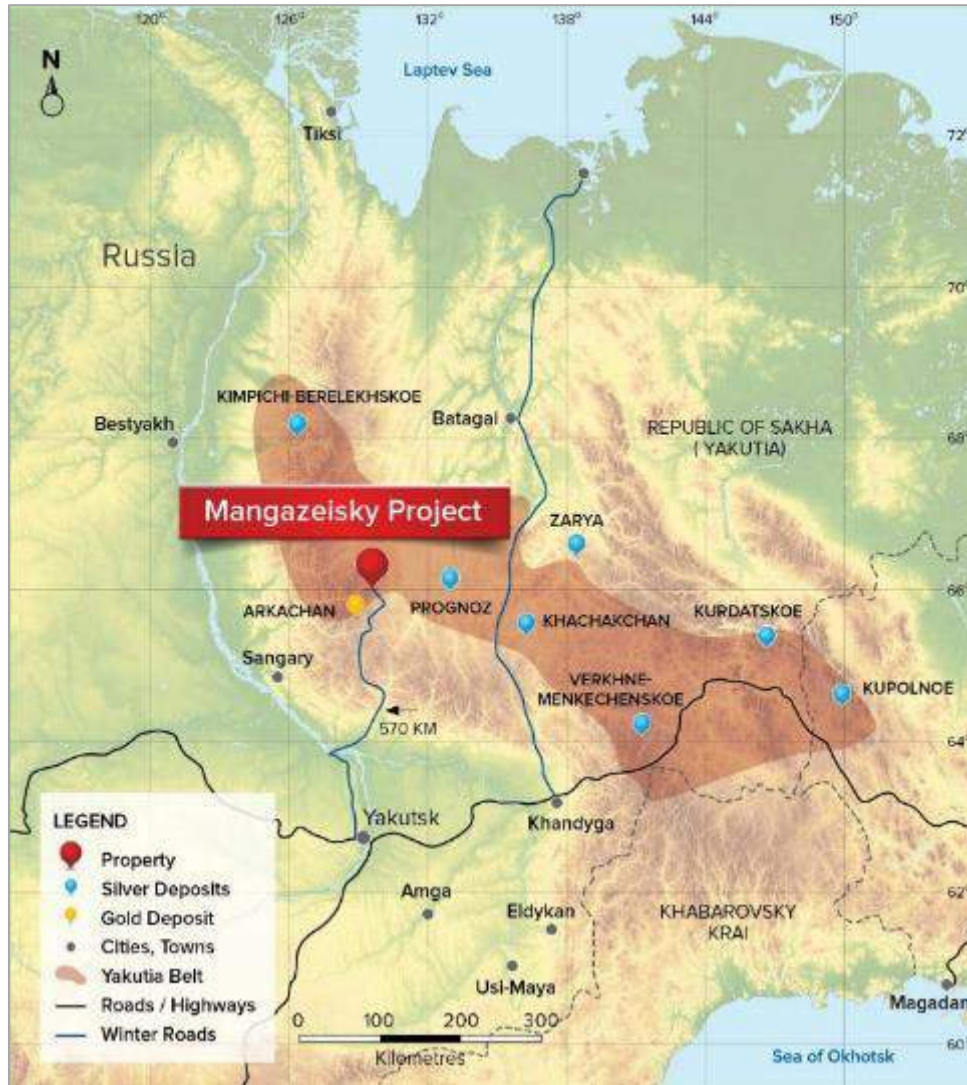 120°
126°
132°
138°
144°
150°
N
Laptev Sea
Tiksi
72°
Russia
70°
KIMPICHI BERELEKHSKOE
Bestyakh
Batagal
REPUBLIC OF SAKHA
( YAKUTIA)
68°
Mangazeisky Project
ZARYA
66°
ARKACHAN
PROGNOZ
KHACHAKCHAN
KURDATSKOE
Sangary
VERKHNE-
MENKECHENSKOE
KUPOLNOE
570 KM
64°
LEGEND
Property
Silver Deposits
Gold Deposit
Cities, Towns
Yakutia Belt
Roads / Highways
Winter Roads
Yakutsk
Khandyga
Amga
Eldykan
62°
KHABAROVSKY
KRAI
Usi-Maya
Magadan
0 100 200 300
Kilometres
60°
Sea of Okhotsk